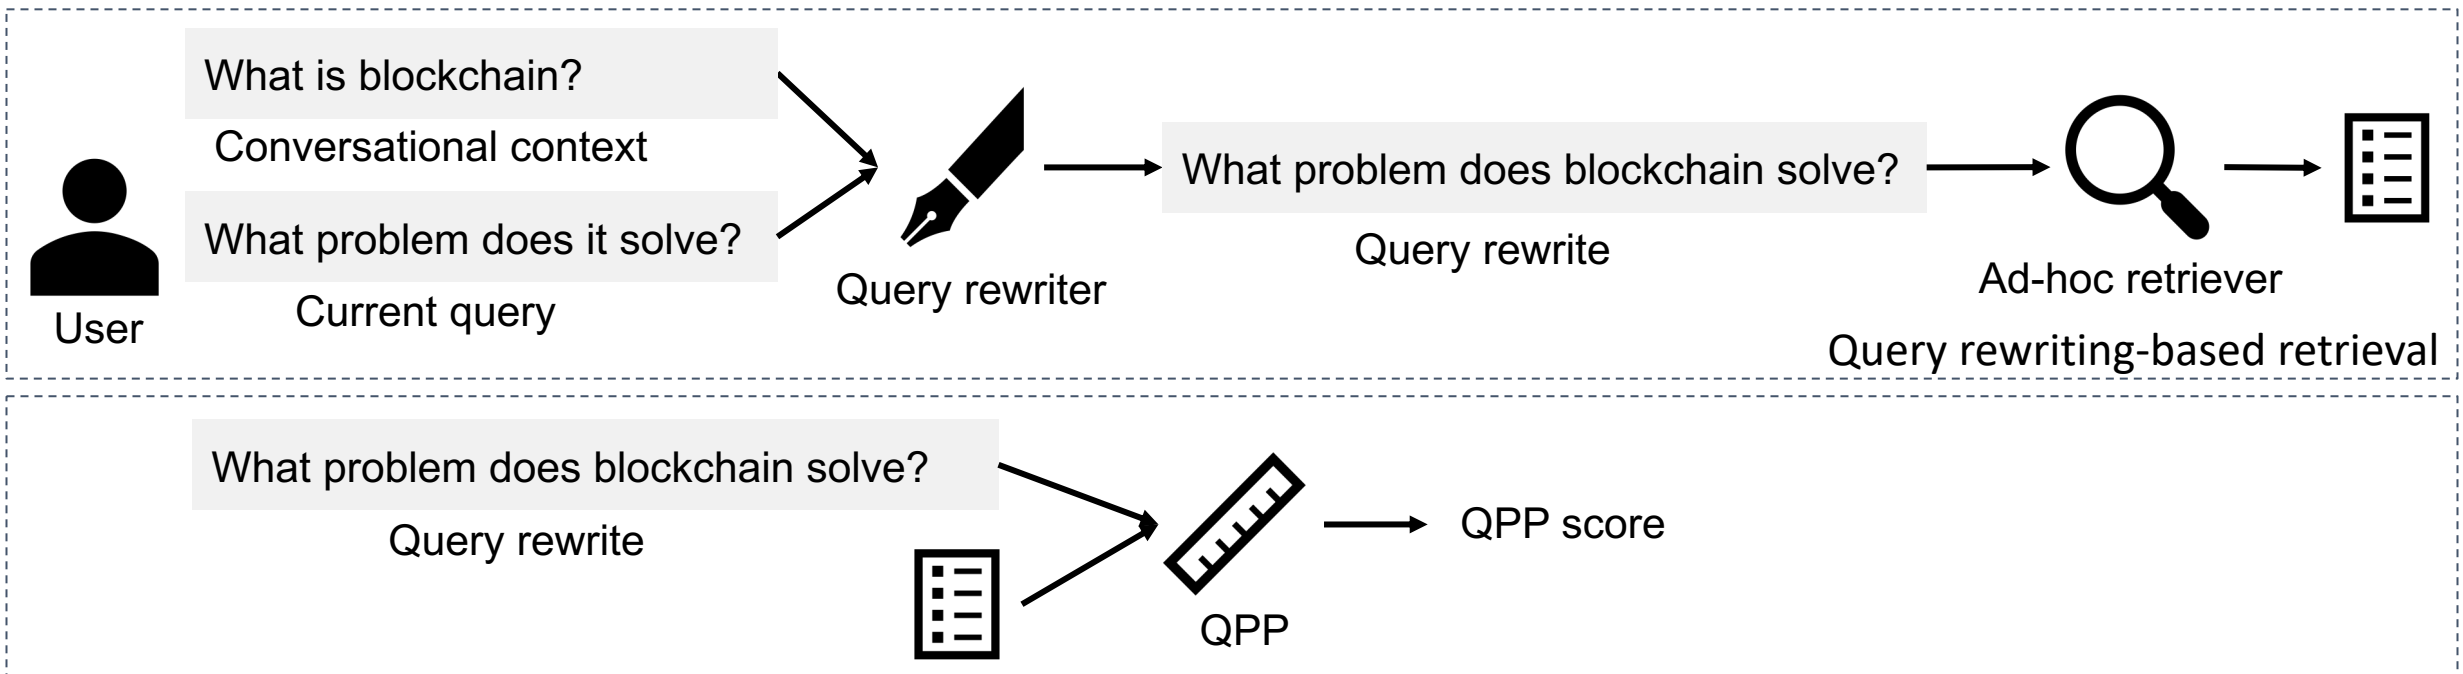 What is blockchain?
Conversational context
What problem does it solve?
Current query
User
Query rewriter
What problem does blockchain solve?
Query rewrite
Ad-hoc retriever
Query rewriting-based retrieval
What problem does blockchain solve?
Query rewrite
QPP
QPP score